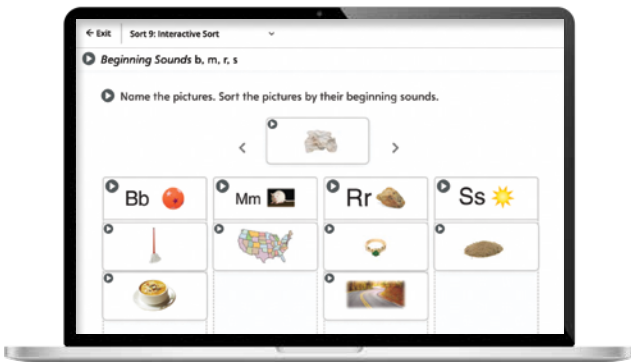 ← Exit Sort 9: Interactive Sort
Beginning Sounds b, m, r, s
Name the pictures. Sort the pictures by their beginning sounds.
Bb Mm Rr Ss